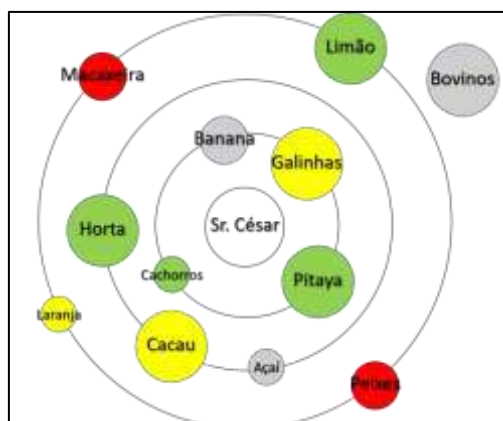 Limão
Macaxeira
Bovinos
Banana
Galinhas
Sr. César
Horta
Cachorros
Pitaya
Laranja
Cacau
Açaí
Peixes